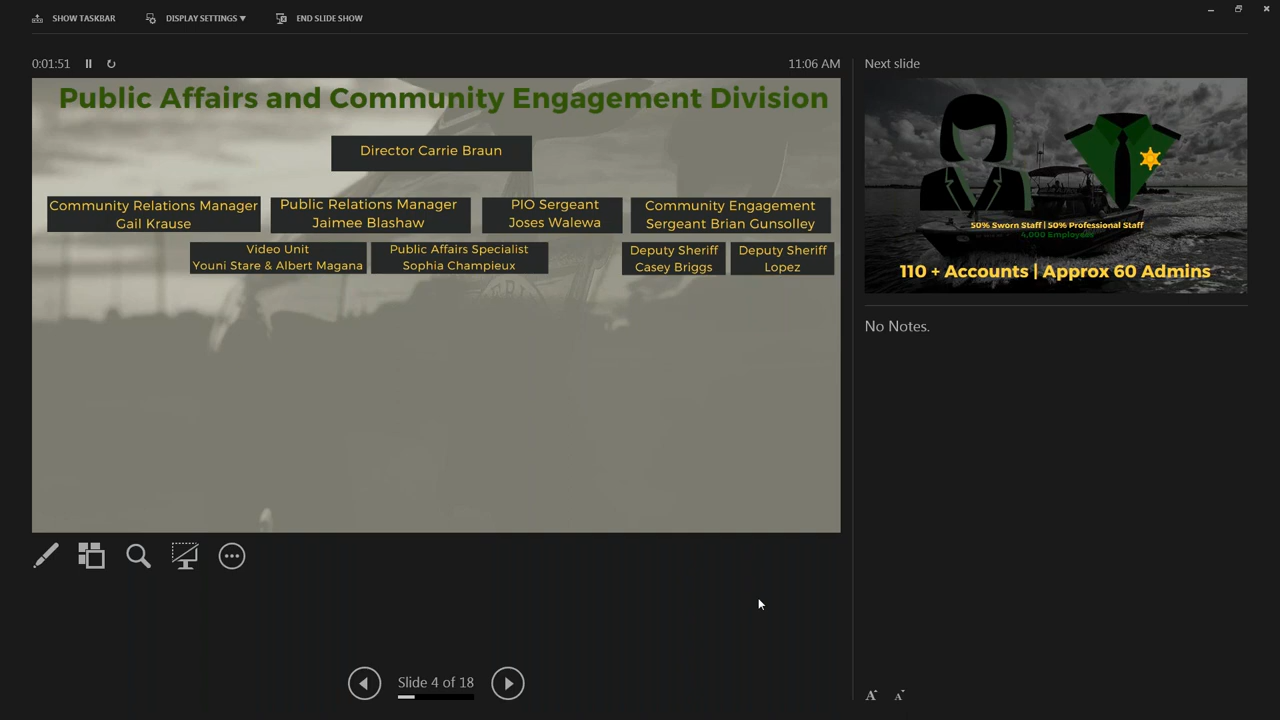 SHOW TASKBAR
DISPLAY SETTINGS ▼
END SLIDE SHOW
0:01:51
11:06 AM
Next slide
Public Affairs and Community Engagement Division
Director Carrie Braun
Community Relations Manager
Gail Krause
Public Relations Manager
Jaimee Blashaw
PIO Sergeant
Joses Walewa
Community Engagement
Sergeant Brian Gunsolley
Video Unit
Youni Stare & Albert Magana
Public Affairs Specialist
Sophia Champieux
Deputy Sheriff
Casey Briggs
Deputy Sheriff
Lopez
50% Sworn Staff | 50% Professional Staff
4,000 Employees
110 + Accounts | Approx 60 Admins
No Notes.
Slide 4 of 18
A A